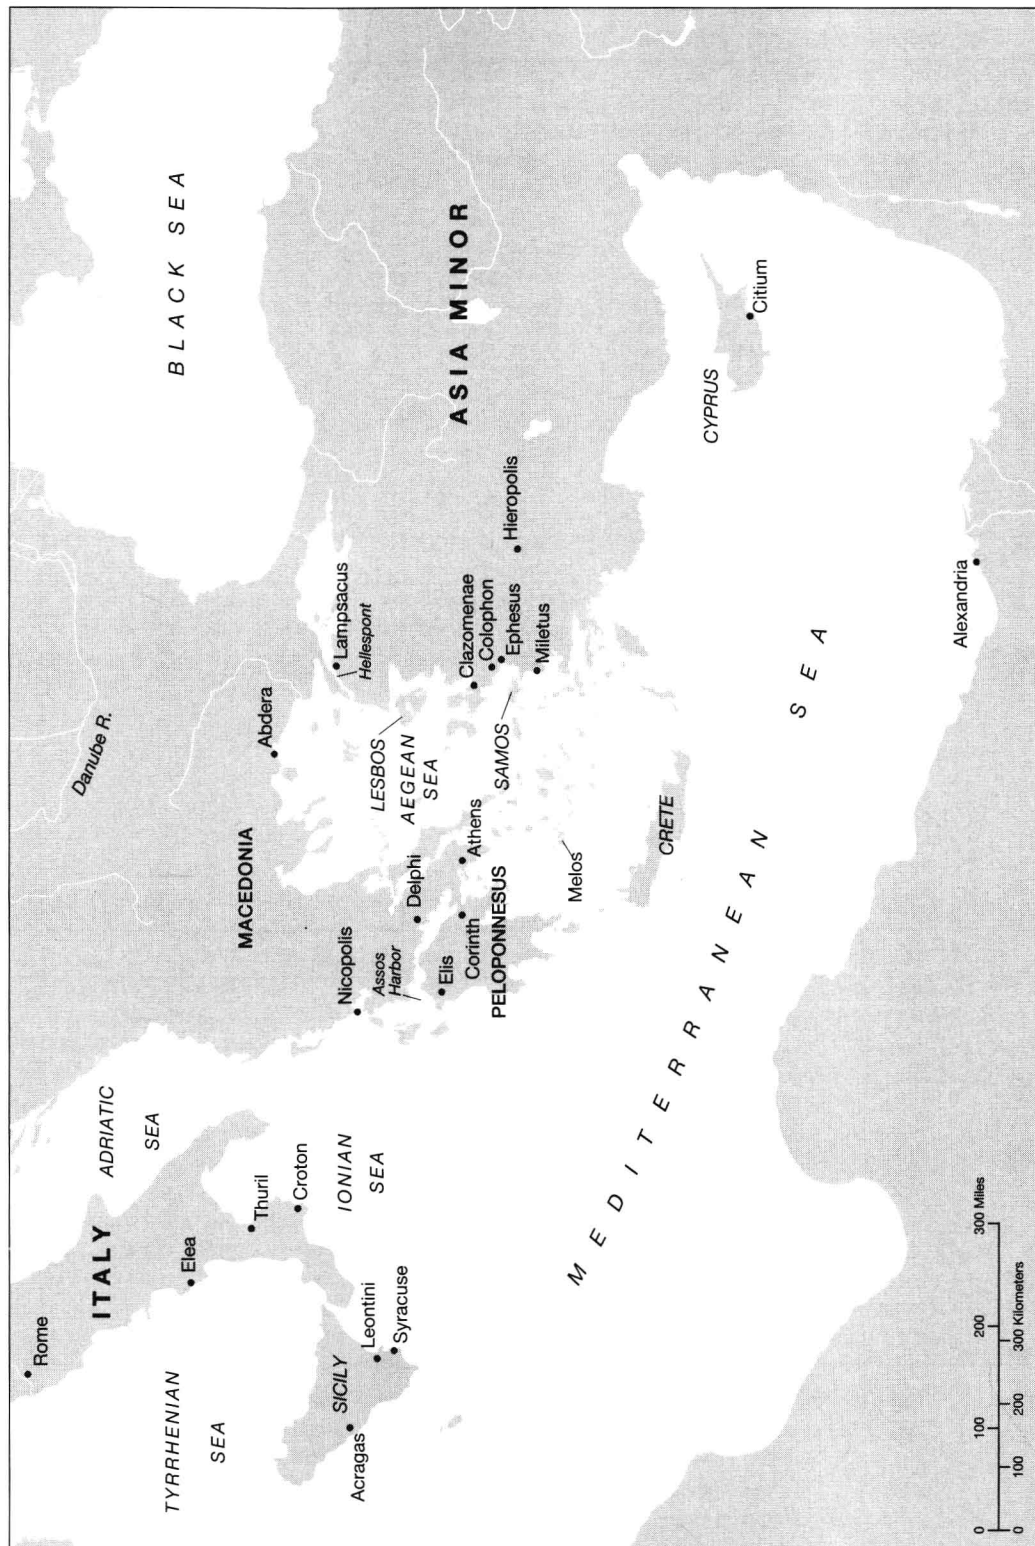 Rome
ITALY
ADRIATIC
SEA
TYRRHENIAN
SEA
Elea
Thuril
Croton
IONIAN
SEA
SICILY
Acragas
Leontini
Syracuse
Danube R.
BLACK SEA
MACEDONIA
Abdera
Nicopolis
Assos
Harbor
Delphi
Elis
Corinth
Athens
PELOPONNESUS
Melos
LESBOS
AEGEAN
SEA
SAMOS
Lampsacus
Hellespont
Clazomenae
Colophon
Ephesus
Miletus
Hieropolis
ASIA MINOR
CRETE
CYPRUS
Citium
MEDITERRANEAN SEA
Alexandria
0 100 200 300 Miles
0 100 200 300 Kilometers